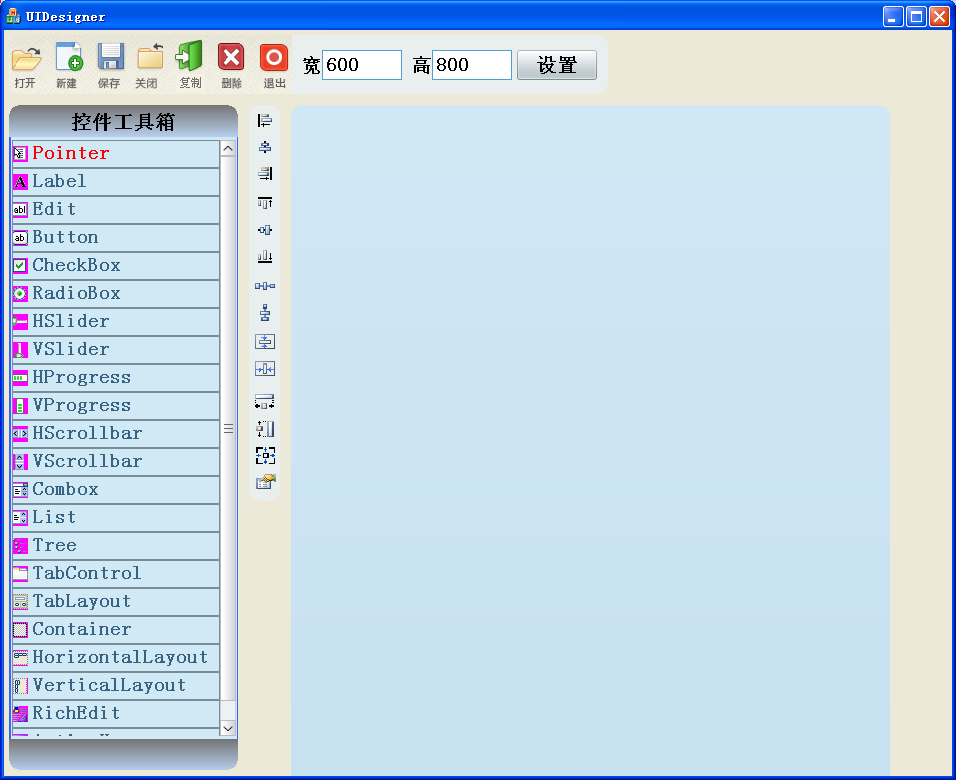 UIDesigner
打开 新建 保存 关闭 复制 删除 退出 宽 600 高 800 设置
控件工具箱
Pointer
Label
Edit
Button
CheckBox
RadioBox
HSlider
VSlider
HProgress
VProgress
HScrollbar
VScrollbar
Combox
List
Tree
TabControl
TabLayout
Container
HorizontalLayout
VerticalLayout
RichEdit